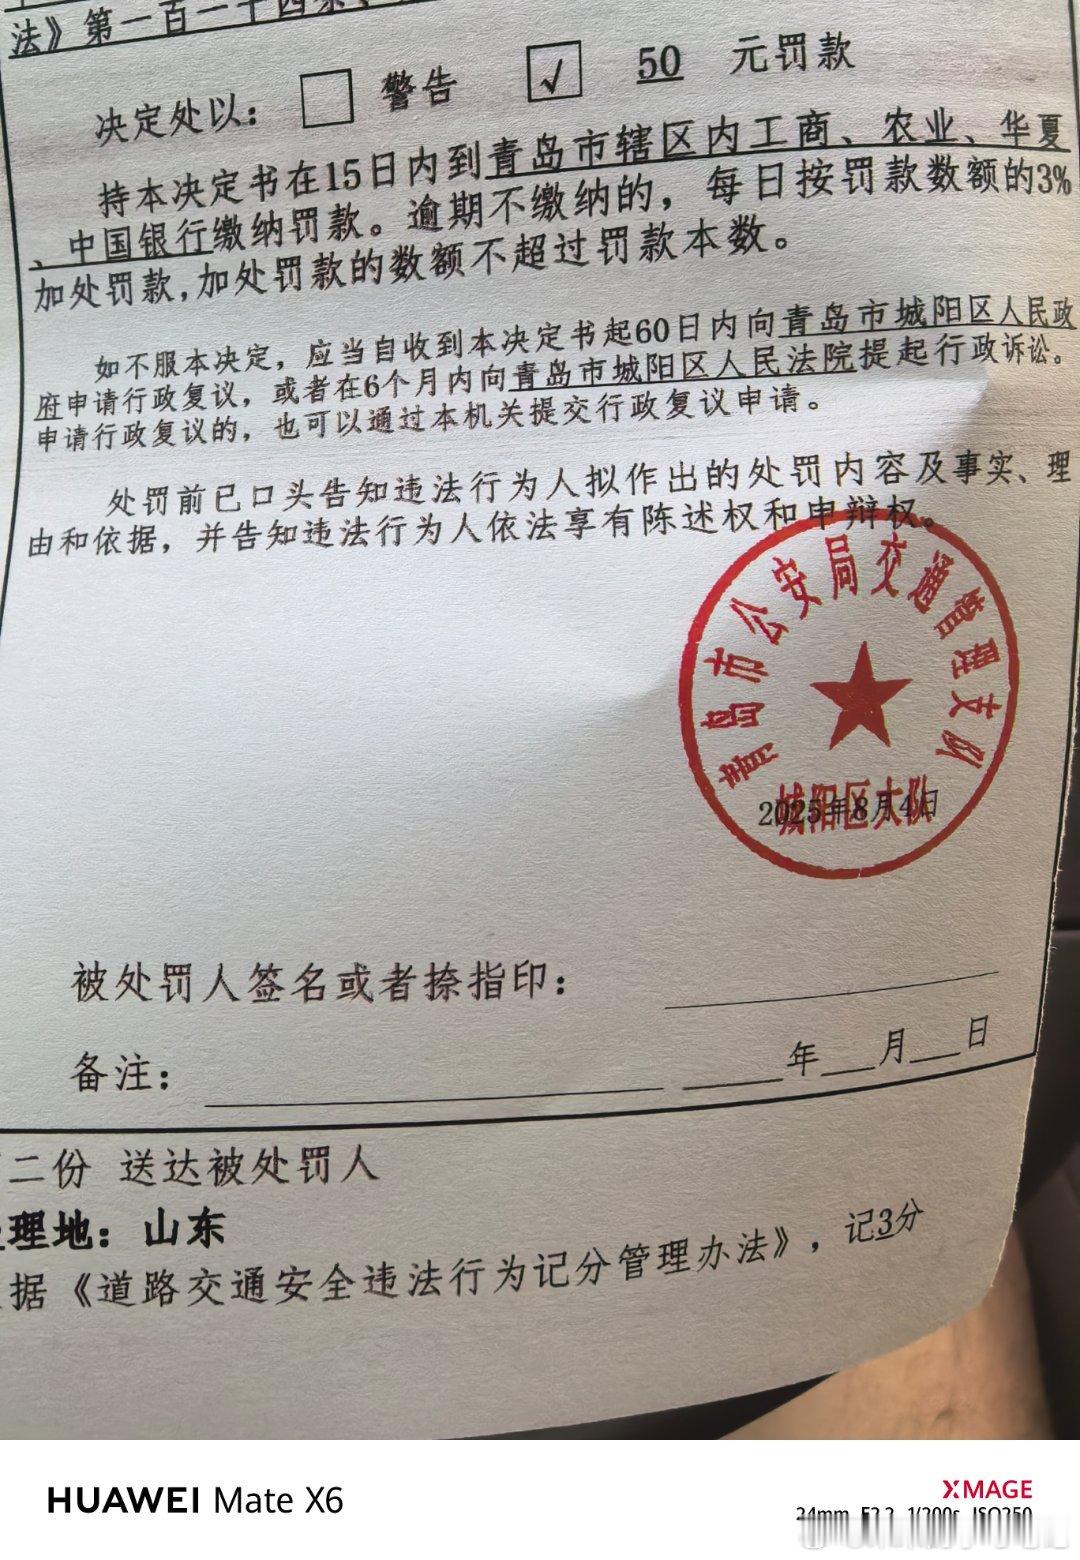 法》第一百一十四条、
决定处以： 警告 √ 50 元罚款
持本决定书在15日内到青岛市辖区内工商、农业、华夏
、中国银行缴纳罚款。逾期不缴纳的，每日按罚款数额的3%
加处罚款,加处罚款的数额不超过罚款本数。
如不服本决定，应当自收到本决定书起60日内向青岛市城阳区人民政
府申请行政复议，或者在6个月内向青岛市城阳区人民法院提起行政诉讼。
申请行政复议的，也可以通过本机关提交行政复议申请。
处罚前已口头告知违法行为人拟作出的处罚内容及事实、理
由和依据，并告知违法行为人依法享有陈述权和申辩权。
青岛市公安局交通管理支队
城阳区大队
2025年8月4日
被处罚人签名或者捺指印：
备注： 年 月 日
二份 送达被处罚人
理地：山东
据《道路交通安全违法行为记分管理办法》，记3分
HUAWEI Mate X6
XMAGE
24mm F2.2 1/200s ISO250